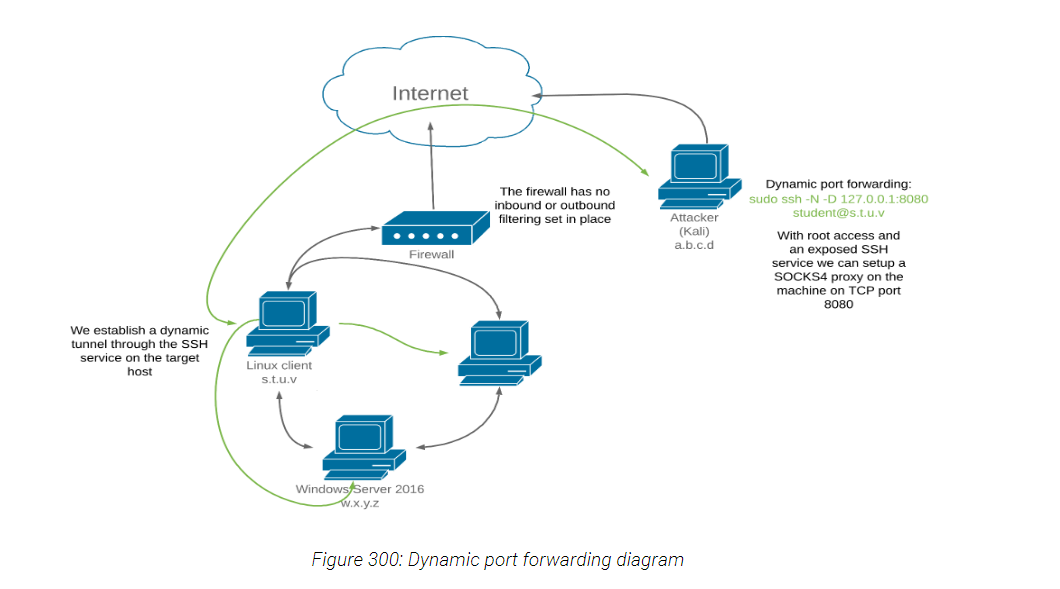 Internet
The firewall has no
inbound or outbound
filtering set in place
Firewall
Attacker
(Kali)
a.b.c.d
Dynamic port forwarding:
sudo ssh -N -D 127.0.0.1:8080
student@s.t.u.v
With root access and
an exposed SSH
service we can setup a
SOCKS4 proxy on the
machine on TCP port
8080
We establish a dynamic
tunnel through the SSH
service on the target
host
Linux client
s.t.u.v
Windows Server 2016
w.x.y.z
Figure 300: Dynamic port forwarding diagram